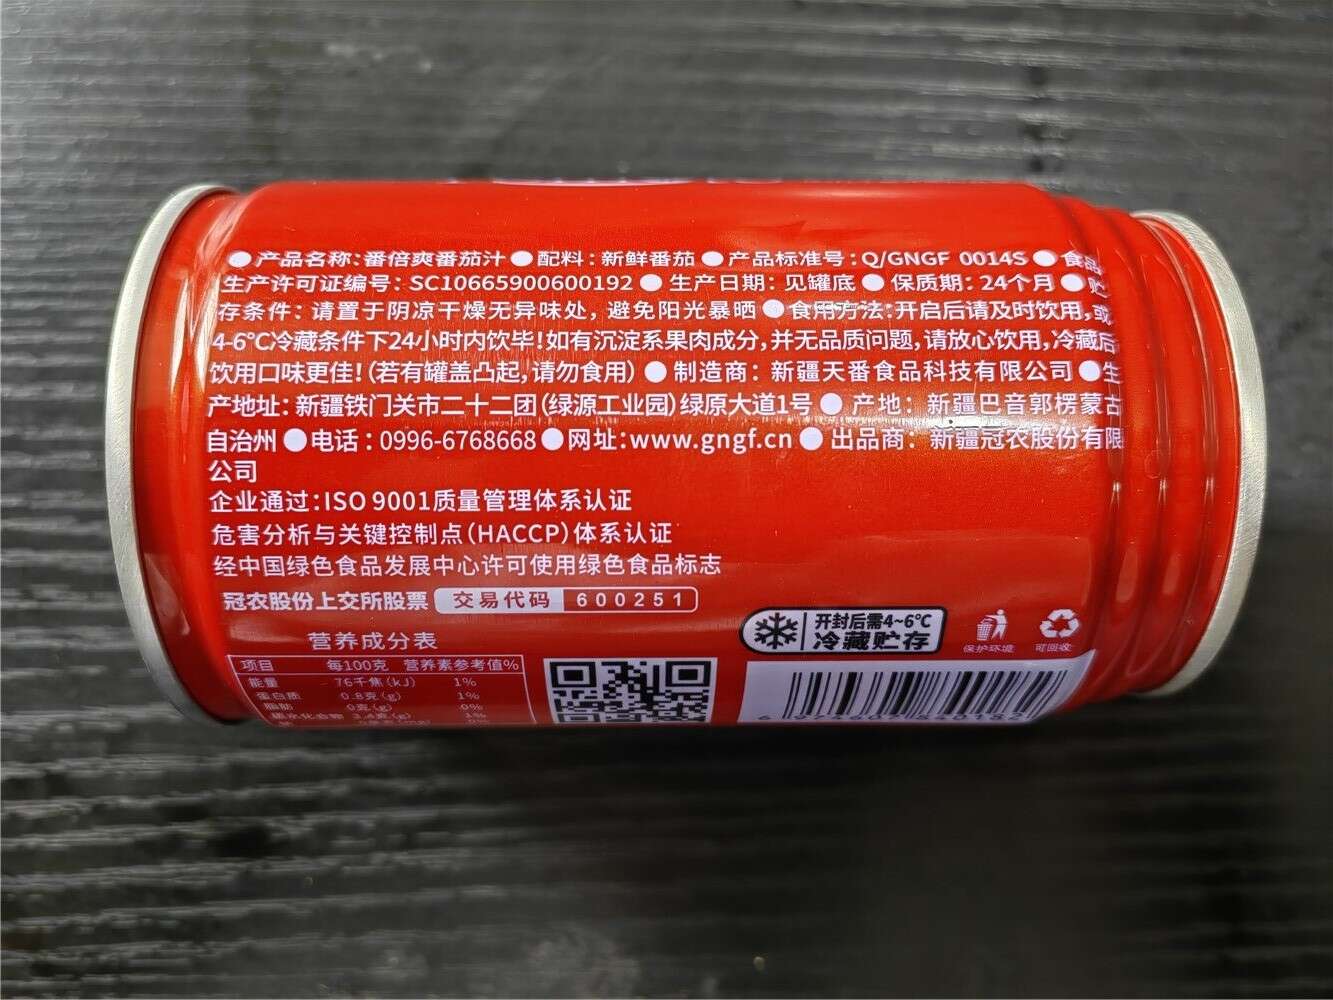 ●产品名称:番倍爽番茄汁●配料:新鲜番茄●产品标准号:Q/GNGF 0014S●食品
生产许可证编号:SC10665900600192●生产日期:见罐底●保质期:24个月●贮
存条件:请置于阴凉干燥无异味处,避免阳光暴晒●食用方法:开启后请及时饮用,或
4-6℃冷藏条件下24小时内饮毕!如有沉淀系果肉成分,并无品质问题,请放心饮用,冷藏后
饮用口味更佳!(若有罐盖凸起,请勿食用)●制造商:新疆天番食品科技有限公司●生
产地址:新疆铁门关市二十二团(绿源工业园)绿原大道1号●产地:新疆巴音郭楞蒙古
自治州●电话:0996-6768668●网址:www.gngf.cn●出品商:新疆冠农股份有限
公司
企业通过:ISO 9001质量管理体系认证
危害分析与关键控制点(HACCP)体系认证
经中国绿色食品发展中心许可使用绿色食品标志
冠农股份上交所股票 交易代码 600251
开封后需4~6℃
冷藏贮存
保护环境 可回收
营养成分表
项目 每100克 营养素参考值%
能量 76千焦(kJ) 1%
蛋白质 0.8克(g) 1%
脂肪 0克(g) 0%
碳水化合物 3.4克(g) 1%